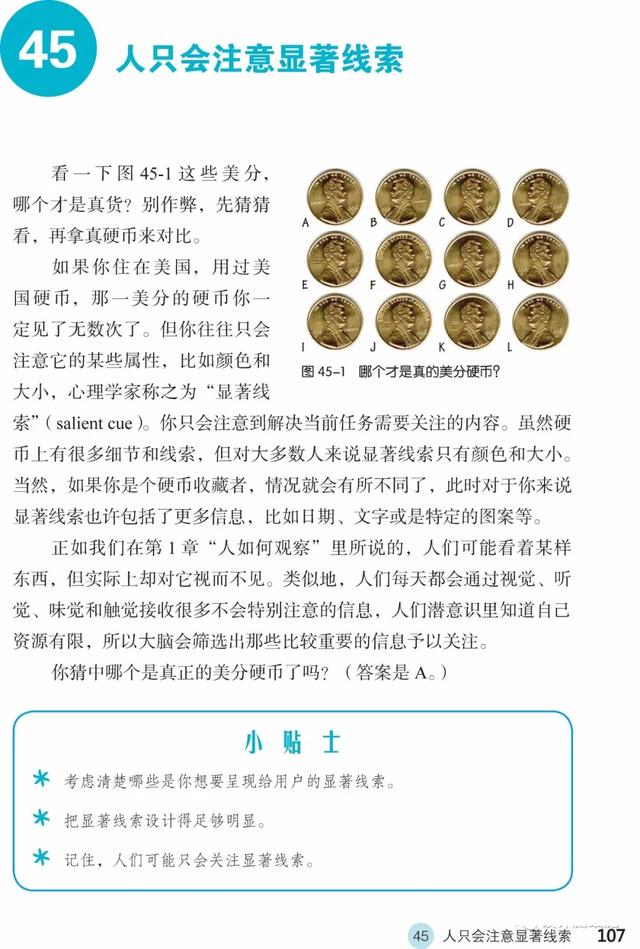 45
人只会注意显著线索
看一下图 45-1 这些美分，
哪个才是真货？别作弊，先猜猜
看，再拿真硬币来对比。
如果你住在美国，用过美
国硬币，那一美分的硬币你一
定见了无数次了。但你往往只会
注意它的某些属性，比如颜色和
大小，心理学家称之为“显著线
A B C D
E F G H
I J K L
图 45-1 哪个才是真的美分硬币？
索”（salient cue）。你只会注意到解决当前任务需要关注的内容。虽然硬
币上有很多细节和线索，但对大多数人来说显著线索只有颜色和大小。
当然，如果你是个硬币收藏者，情况就会有所不同了，此时对于你来说
显著线索也许包括了更多信息，比如日期、文字或是特定的图案等。
正如我们在第 1 章“人如何观察”里所说的，人们可能看着某样
东西，但实际上却对它视而不见。类似地，人们每天都会通过视觉、听
觉、味觉和触觉接收很多不会特别注意的信息，人们潜意识里知道自己
资源有限，所以大脑会筛选出那些比较重要的信息予以关注。
你猜中哪个是真正的美分硬币了吗？（答案是 A。）
小贴士
* 考虑清楚哪些是你想要呈现给用户的显著线索。
* 把显著线索设计得足够明显。
* 记住，人们可能只会关注显著线索。
45 人只会注意显著线索 107